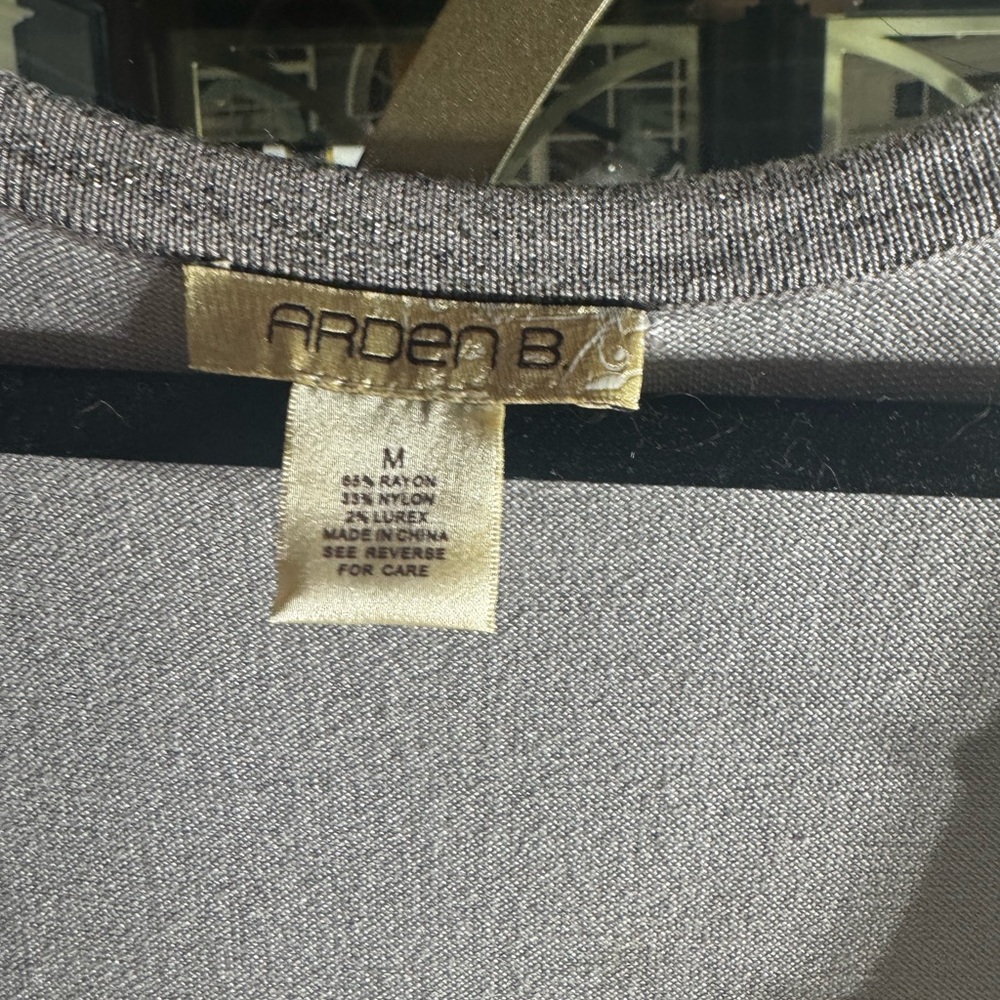 ARDEN B.
M
65% RAYON
33% NYLON
2% LUREX
MADE IN CHINA
SEE REVERSE
FOR CARE